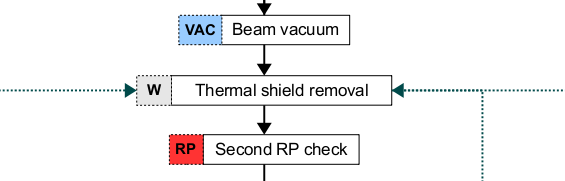 VAC Beam vacuum
W Thermal shield removal
RP Second RP check